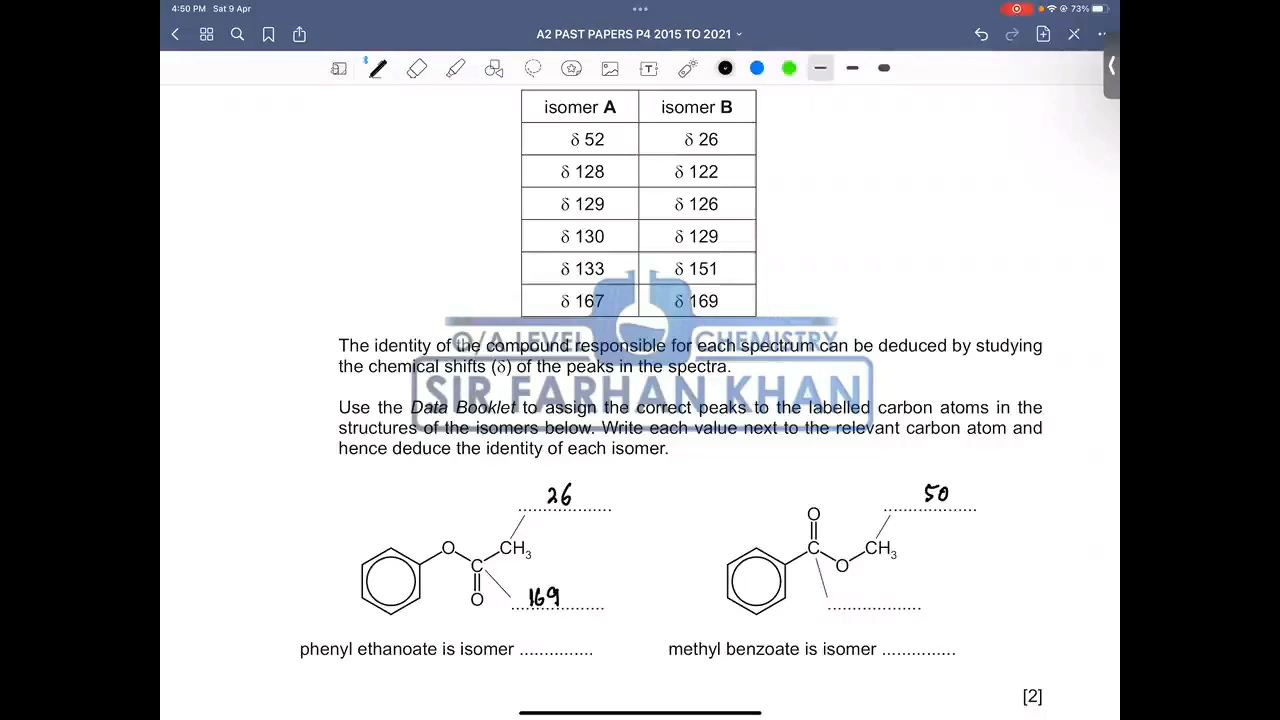 4:50 PM Sat 9 Apr
73%
A2 PAST PAPERS P4 2015 TO 2021
isomer A isomer B
δ 52 δ 26
δ 128 δ 122
δ 129 δ 126
δ 130 δ 129
δ 133 δ 151
δ 167 δ 169
The identity of the compound responsible for each spectrum can be deduced by studying
the chemical shifts (δ) of the peaks in the spectra.
O/A LEVEL CHEMISTRY
SIR FARHAN KHAN
Use the Data Booklet to assign the correct peaks to the labelled carbon atoms in the
structures of the isomers below. Write each value next to the relevant carbon atom and
hence deduce the identity of each isomer.
26 50
O
O CH3 C CH3
C O
O 169
phenyl ethanoate is isomer ............... methyl benzoate is isomer ...............
[2]